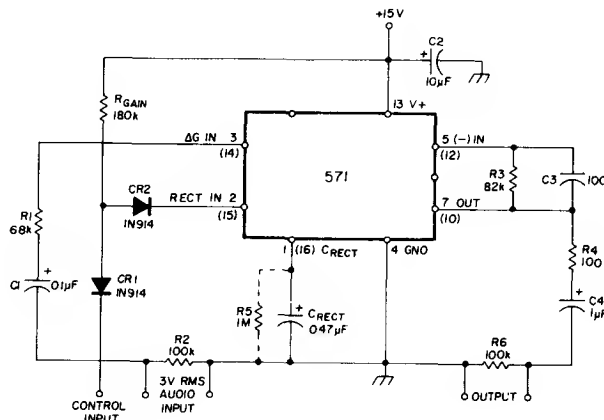 +15V
C2
+
10µF
RGAIN
180k
13 V+
ΔG IN 3
(14)
5 (-) IN
(12)
571
R3
82k
C3
100
CR2
1N914
RECT IN 2
(15)
7 OUT
(10)
R1
68k
1 (16) CRECT
4 GND
R4
100
CR1
1N914
C1
+
0.1µF
R5
1M
+
CRECT
0.47µF
+
C4
1µF
R2
100k
R6
100k
3V RMS
AUDIO
INPUT
OUTPUT
CONTROL
INPUT